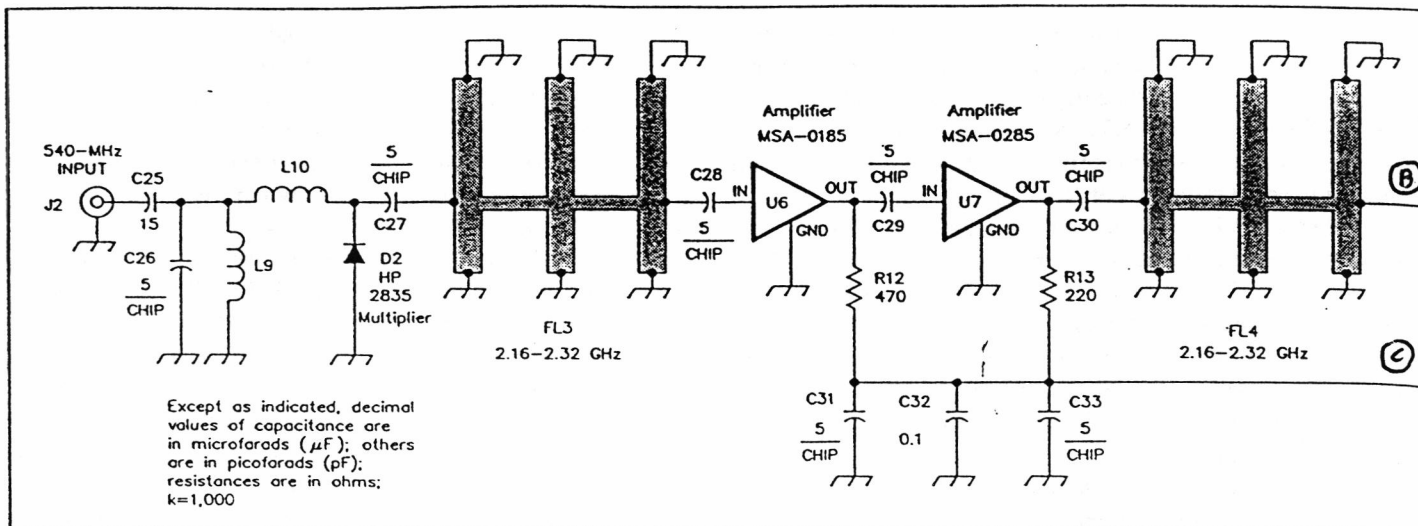 540-MHz
INPUT
J2
C25
15
C26
5
CHIP
L9
L10
D2
HP
2835
Multiplier
5
CHIP
C27
FL3
2.16-2.32 GHz
C28
5
CHIP
Amplifier
MSA-0185
IN
U6
OUT
GND
5
CHIP
C29
Amplifier
MSA-0285
IN
U7
OUT
GND
5
CHIP
C30
R12
470
R13
220
C31
5
CHIP
C32
0.1
C33
5
CHIP
FL4
2.16-2.32 GHz
B
C
Except as indicated, decimal
values of capacitance are
in microfarads (μF); others
are in picofarads (pF);
resistances are in ohms;
k=1,000